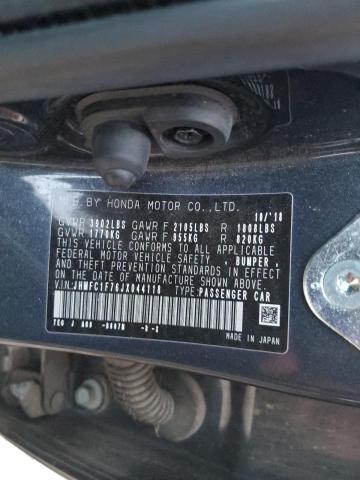 MFG.BY HONDA MOTOR CO.,LTD. 10/'18
GVWR 3902LBS GAWR F 2105LBS R 1808LBS
GVWR 1770KG GAWR F 955KG R 820KG
THIS VEHICLE CONFORMS TO ALL APPLICABLE
FEDERAL MOTOR VEHICLE SAFETY, BUMPER,
AND THEFT PREVENTION STANDARDS IN EFFECT
ON THE DATE OF MANUFACTURE SHOWN ABOVE.
V.I.N:JHMFC1F76JX044118 TYPE:PASSENGER CAR
MADE IN JAPAN